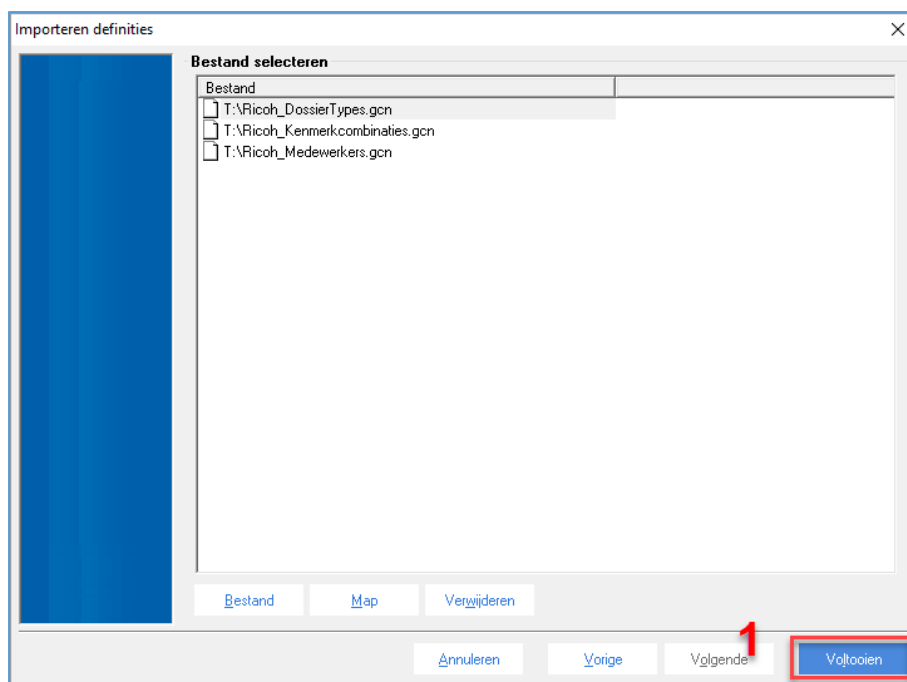 Importeren definities
Bestand selecteren
Bestand
T:\Ricoh_DossierTypes.gcn
T:\Ricoh_Kenmerkcombinaties.gcn
T:\Ricoh_Medewerkers.gcn
Bestand Map Verwijderen
1
Annuleren Vorige Volgende Voltooien